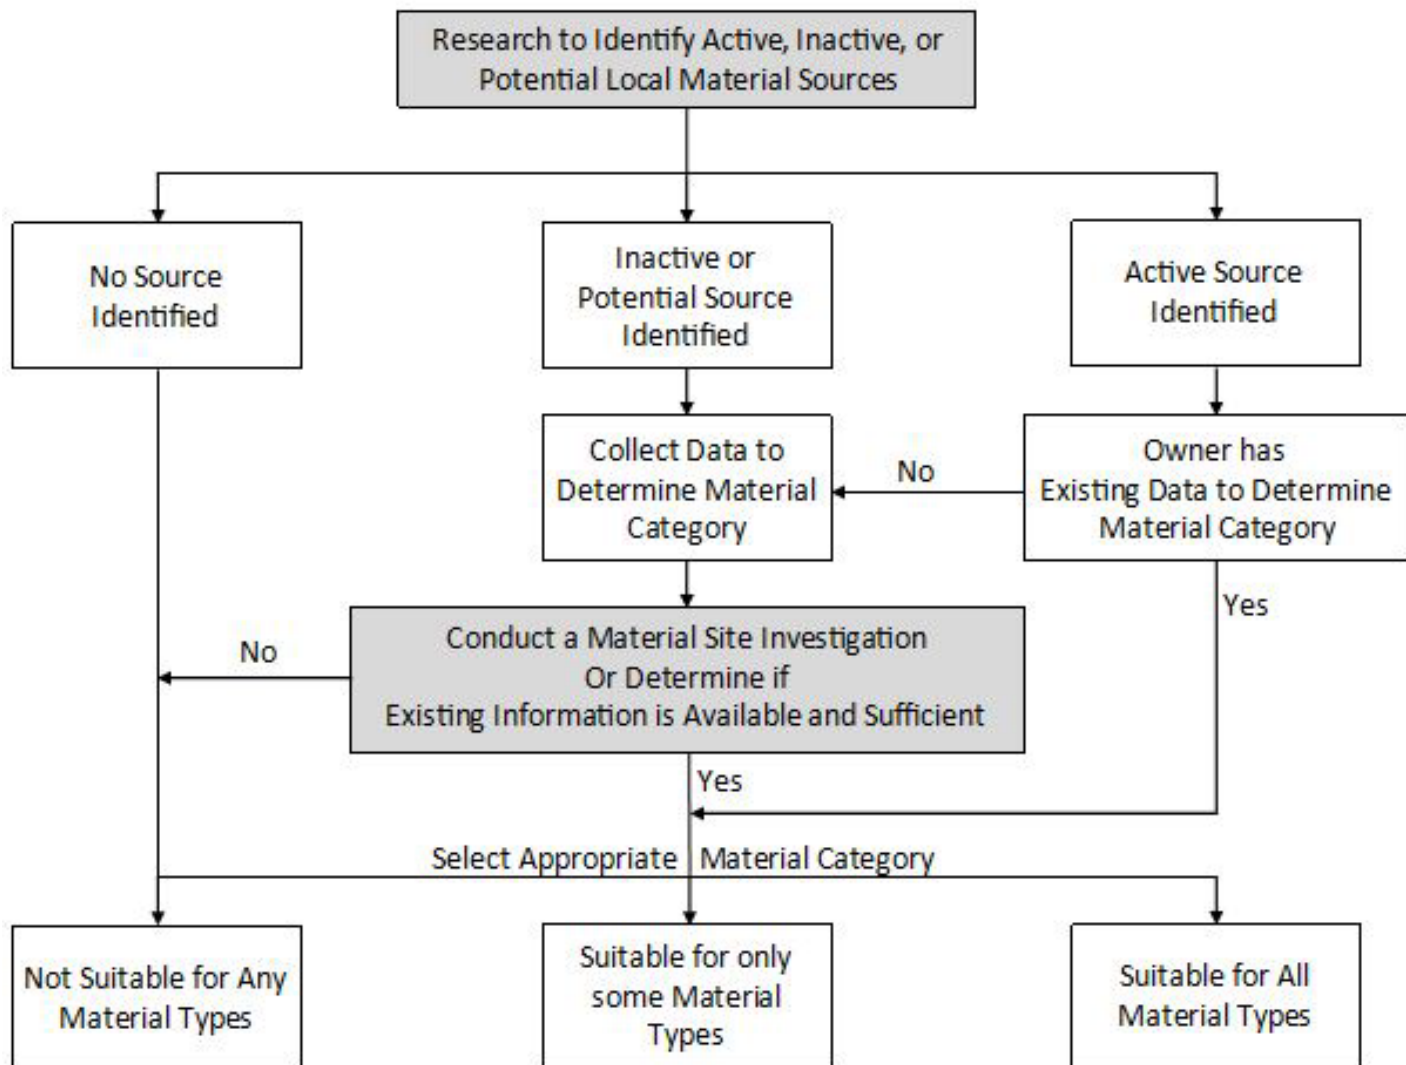 Research to Identify Active, Inactive, or
Potential Local Material Sources
No Source
Identified
Inactive or
Potential Source
Identified
Active Source
Identified
Collect Data to
Determine Material
Category
No
Owner has
Existing Data to Determine
Material Category
Yes
No
Conduct a Material Site Investigation
Or Determine if
Existing Information is Available and Sufficient
Yes
Select Appropriate Material Category
Not Suitable for Any
Material Types
Suitable for only
some Material
Types
Suitable for All
Material Types